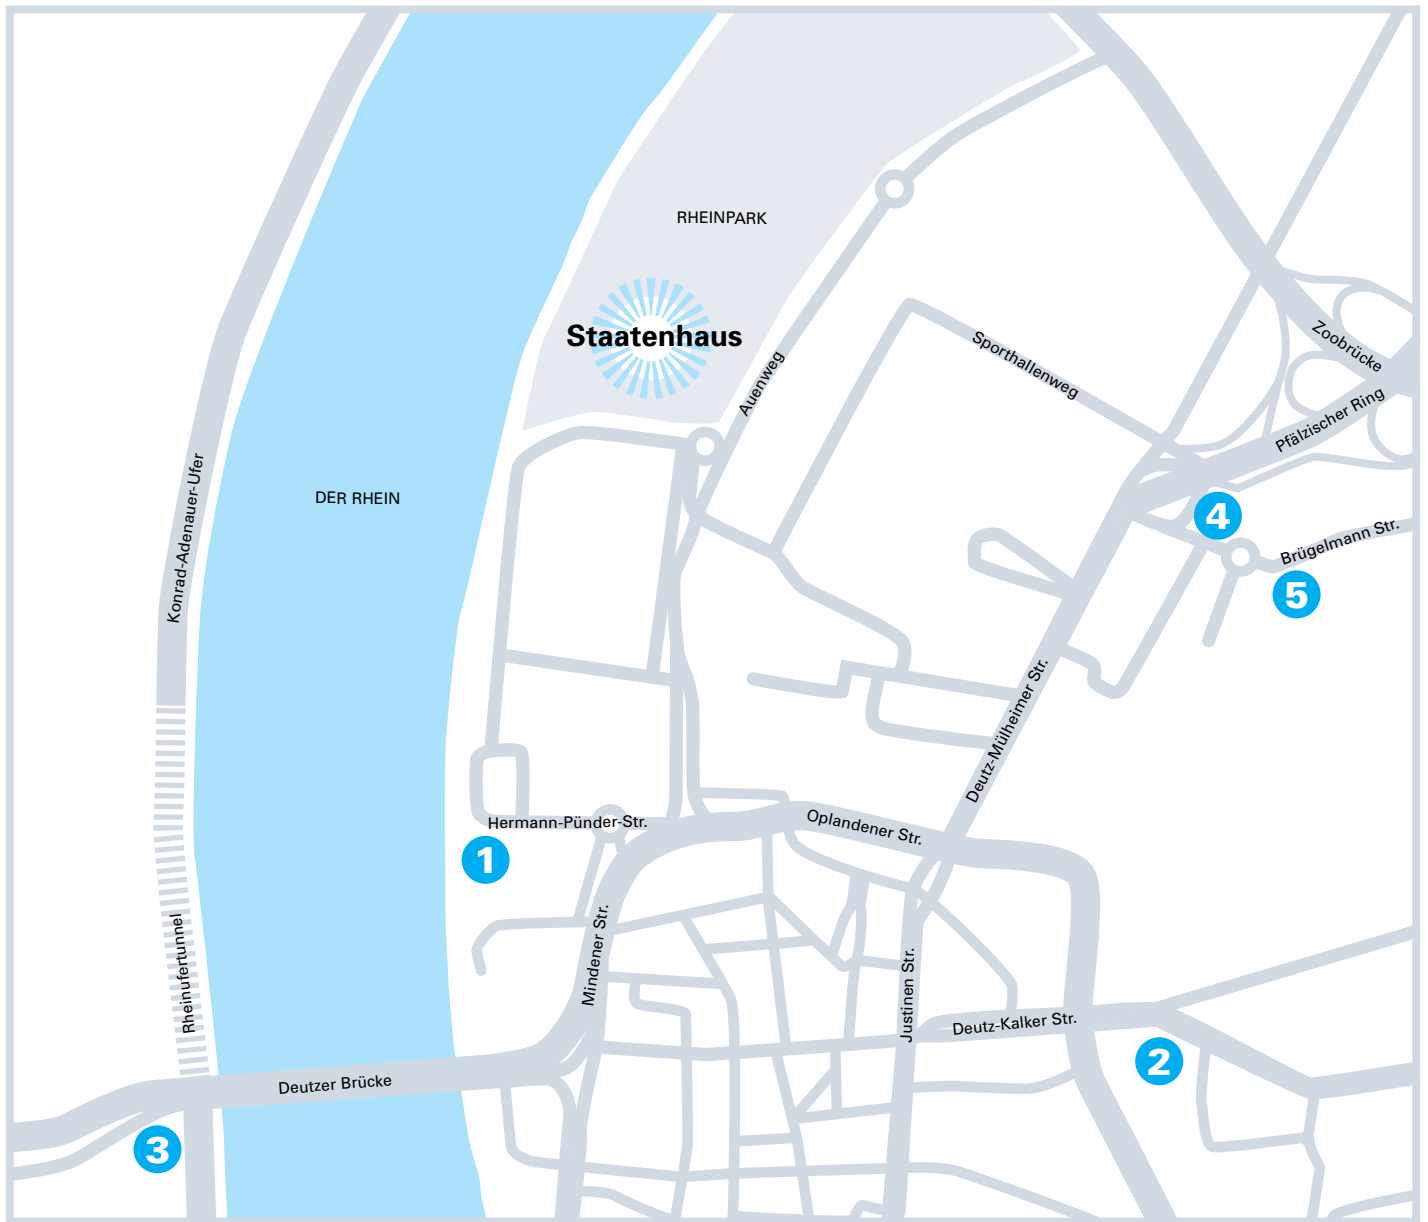 RHEINPARK
Staatenhaus
Zoobrücke
Sporthallenweg
Auenweg
Pfälzischer Ring
DER RHEIN
Konrad-Adenauer-Ufer
4
Brügelmann Str.
5
Deutz-Mülheimer Str.
Hermann-Pünder-Str.
Oplandener Str.
1
Mindener Str.
Rheinufertunnel
Justinen Str.
Deutz-Kalker Str.
2
Deutzer Brücke
3